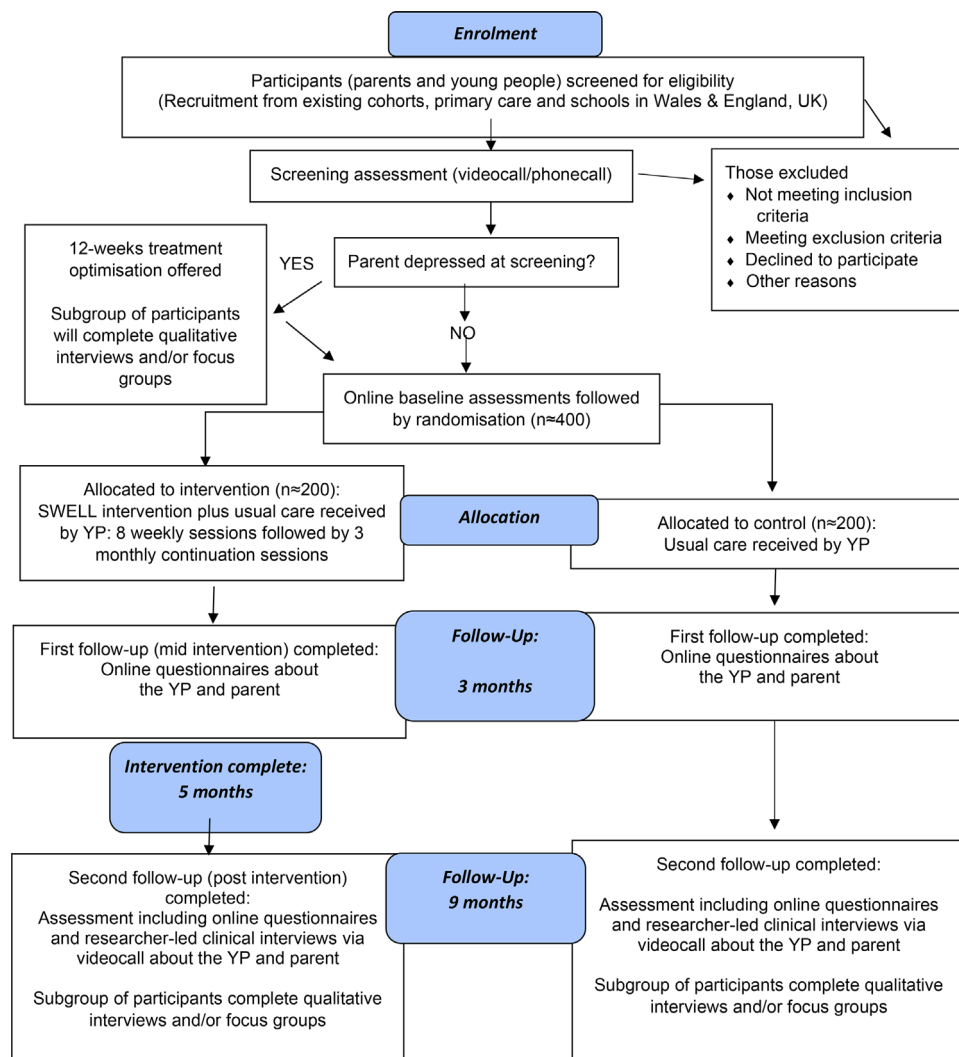 Enrolment
Participants (parents and young people) screened for eligibility
(Recruitment from existing cohorts, primary care and schools in Wales & England, UK)
Screening assessment (videocall/phonecall)
Those excluded
♦ Not meeting inclusion
criteria
♦ Meeting exclusion criteria
♦ Declined to participate
♦ Other reasons
12-weeks treatment
optimisation offered
Subgroup of participants
will complete qualitative
interviews and/or focus
groups
YES
Parent depressed at screening?
NO
Online baseline assessments followed
by randomisation (n≈400)
Allocated to intervention (n≈200):
SWELL intervention plus usual care received
by YP: 8 weekly sessions followed by 3
monthly continuation sessions
Allocation
Allocated to control (n≈200):
Usual care received by YP
First follow-up (mid intervention) completed:
Online questionnaires about
the YP and parent
Follow-Up:
3 months
First follow-up completed:
Online questionnaires about
the YP and parent
Intervention complete:
5 months
Second follow-up (post intervention)
completed:
Assessment including online questionnaires
and researcher-led clinical interviews via
videocall about the YP and parent
Subgroup of participants complete qualitative
interviews and/or focus groups
Follow-Up:
9 months
Second follow-up completed:
Assessment including online questionnaires
and researcher-led clinical interviews via
videocall about the YP and parent
Subgroup of participants complete qualitative
interviews and/or focus groups